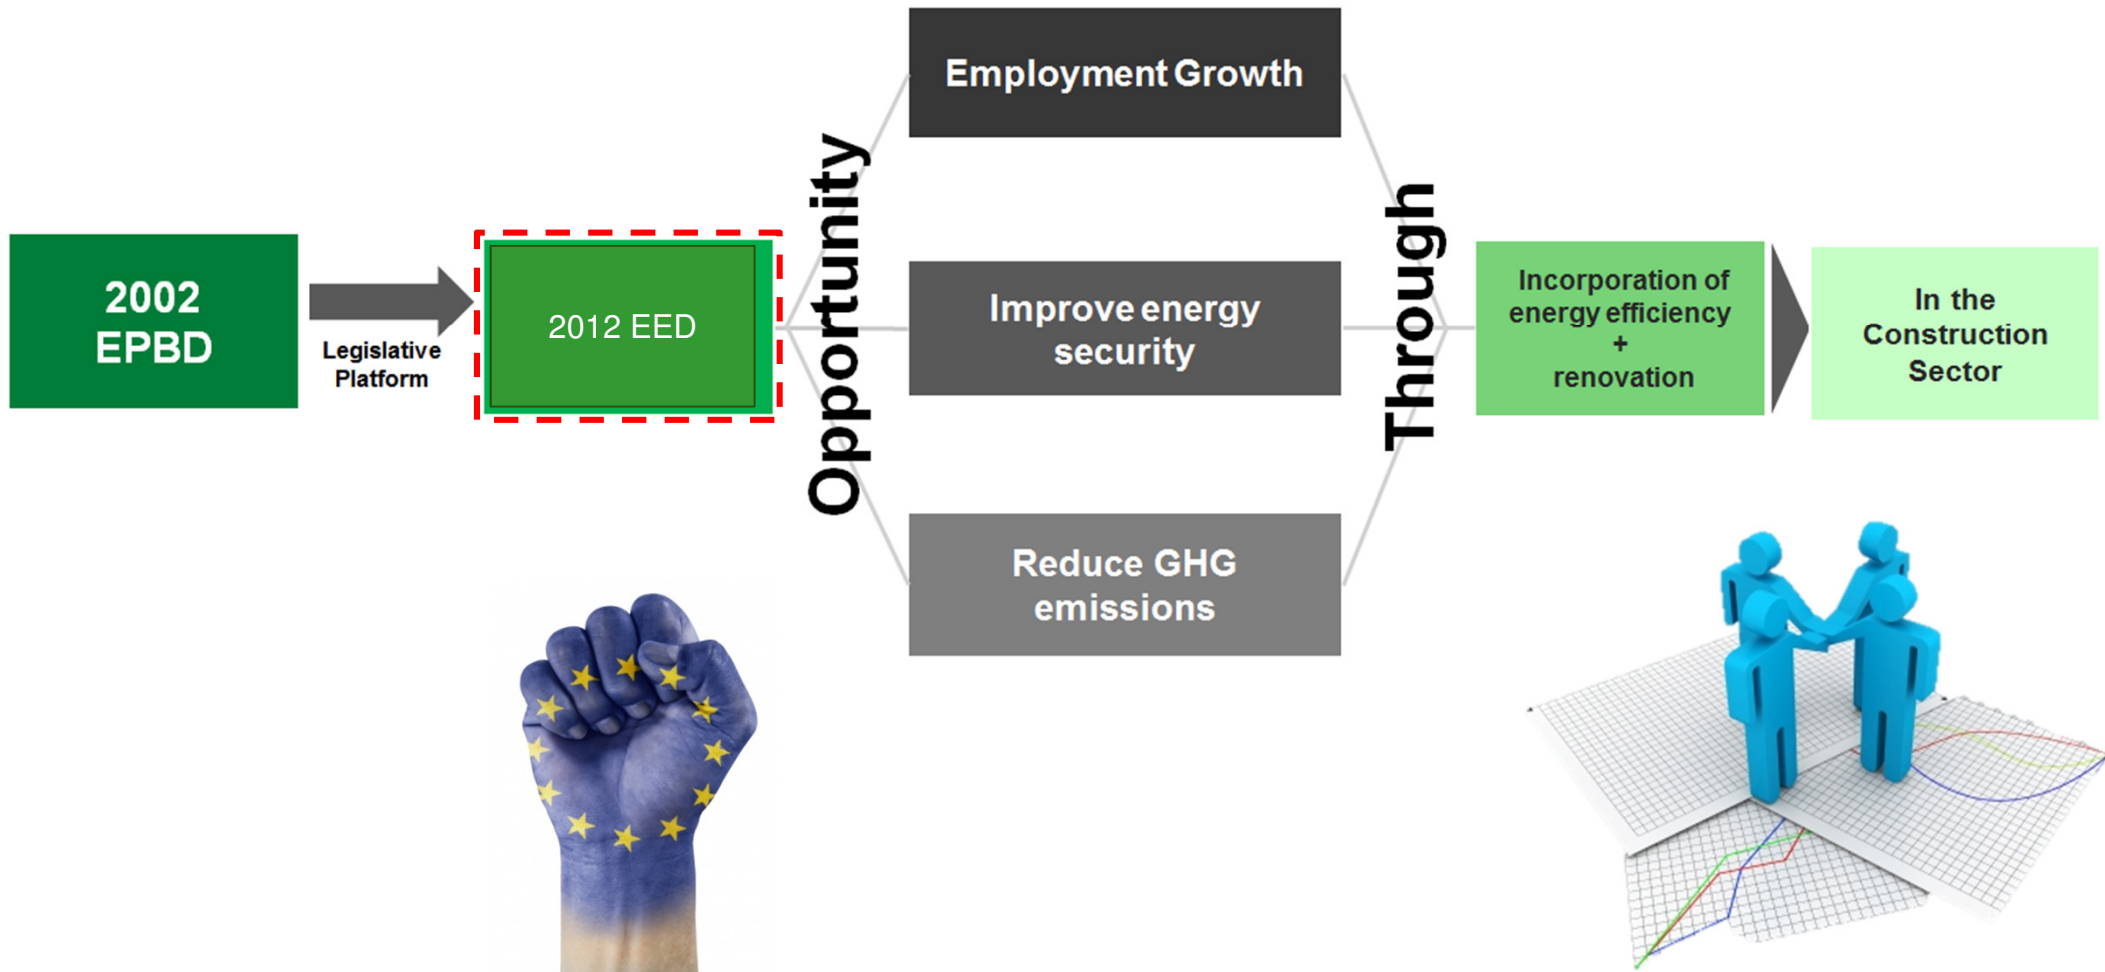 2002
EPBD
Legislative
Platform
2012 EED
Opportunity
Employment Growth
Improve energy
security
Reduce GHG
emissions
Through
Incorporation of
energy efficiency
+
renovation
In the
Construction
Sector